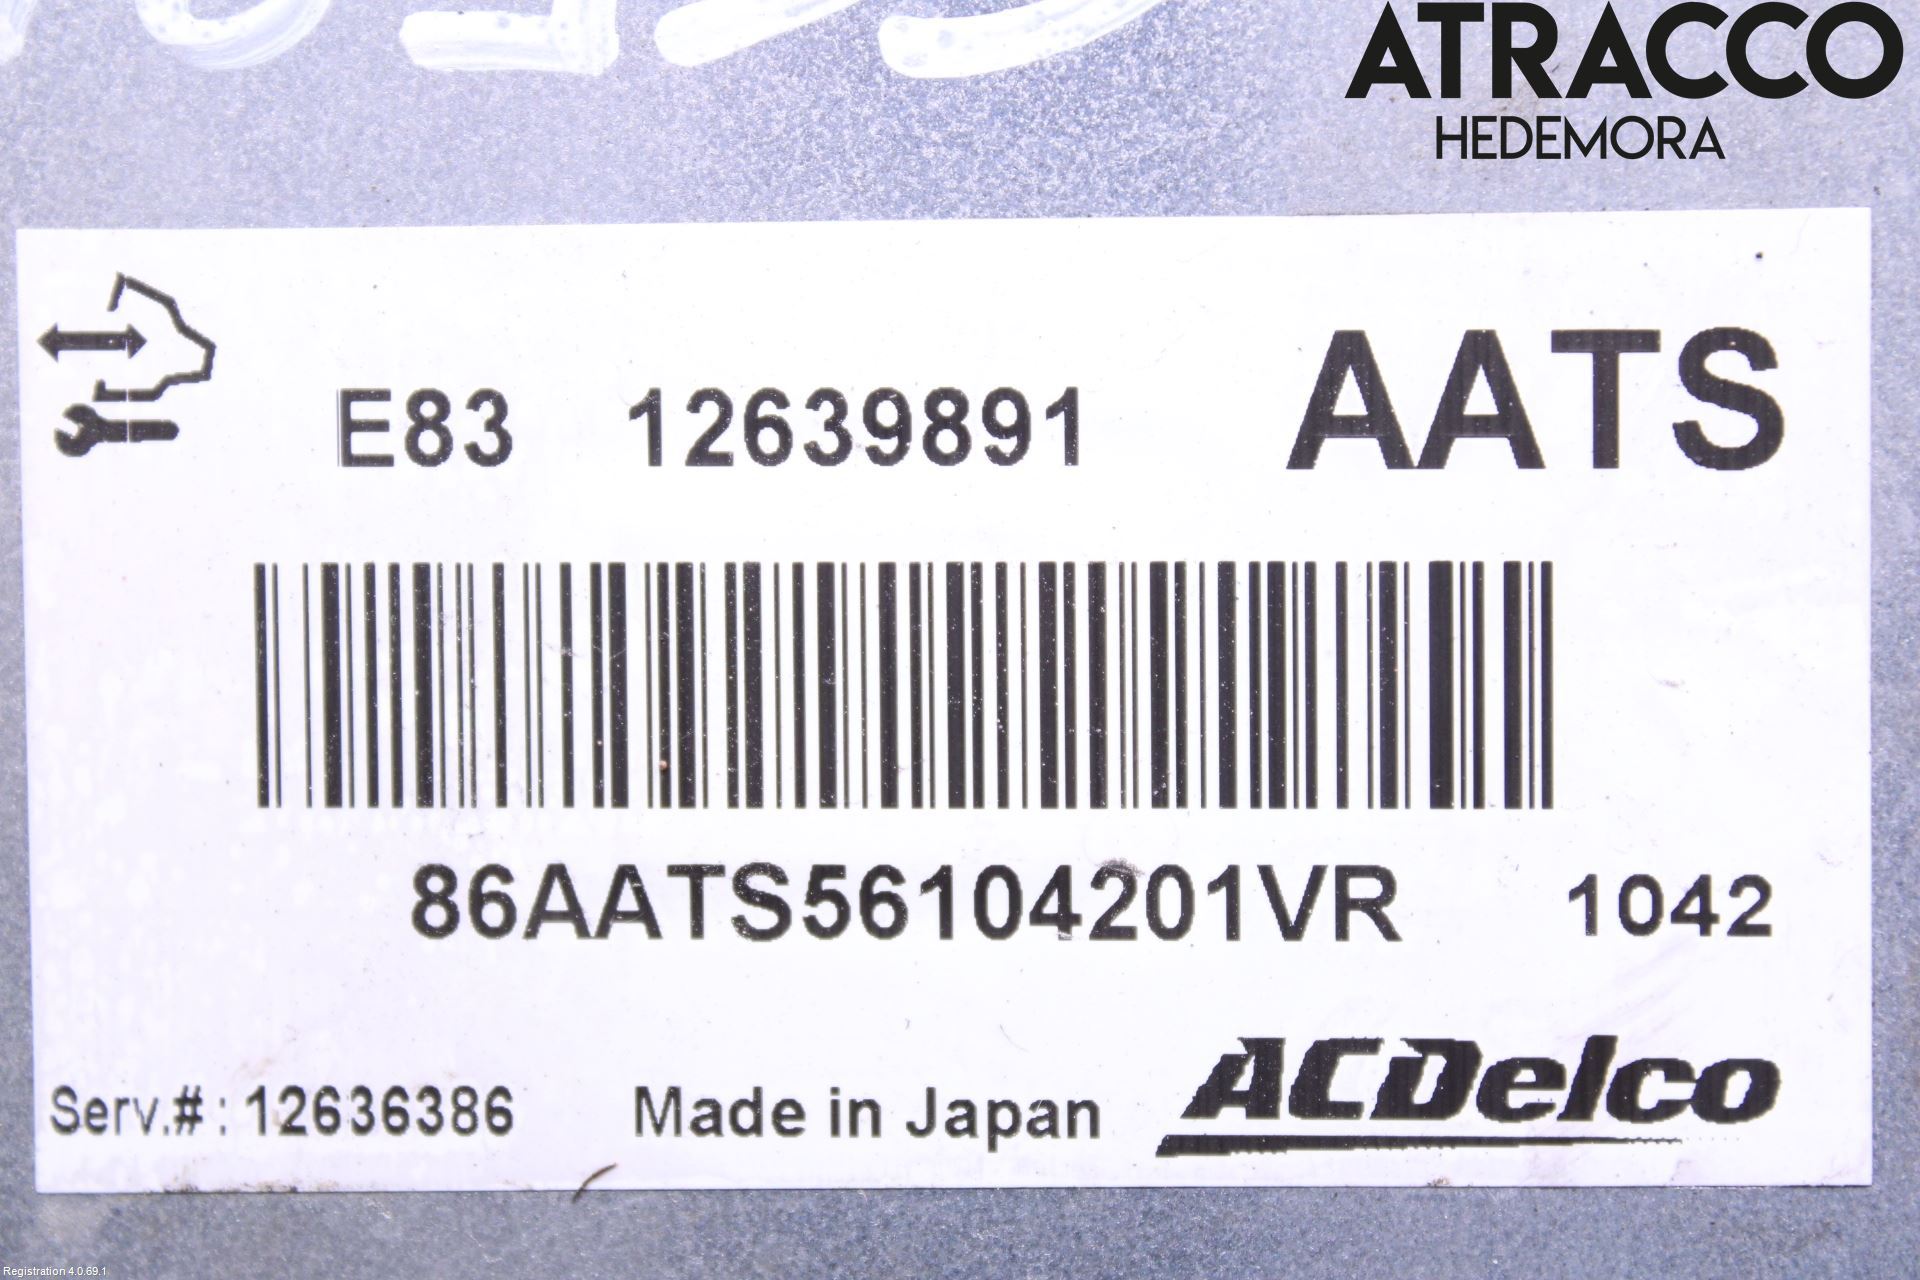 ATRACCO
HEDEMORA
E83 12639891 AATS
86AATS56104201VR 1042
Serv.#: 12636386 Made in Japan ACDelco
Registration 4.0.69.1